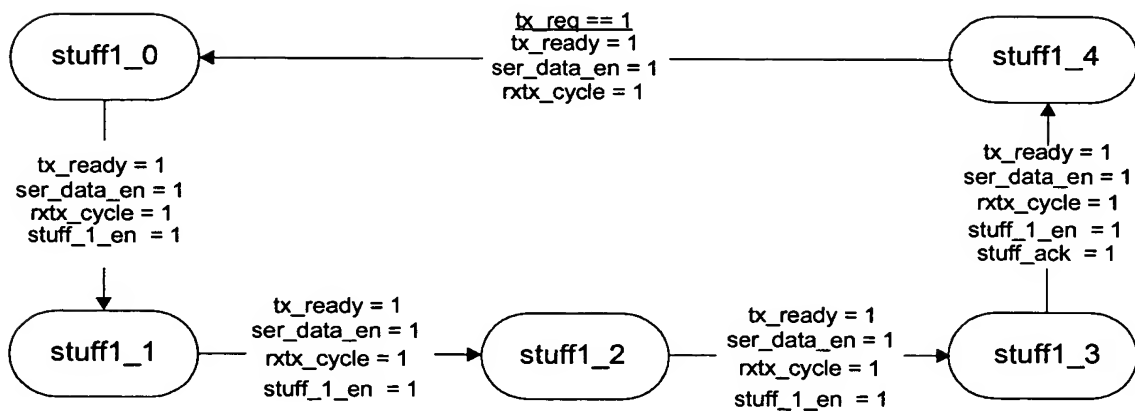 stuff1_0
tx_req == 1
tx_ready = 1
ser_data_en = 1
rxtx_cycle = 1
stuff1_4
tx_ready = 1
ser_data_en = 1
rxtx_cycle = 1
stuff_1_en = 1
tx_ready = 1
ser_data_en = 1
rxtx_cycle = 1
stuff_1_en = 1
stuff_ack = 1
stuff1_1
tx_ready = 1
ser_data_en = 1
rxtx_cycle = 1
stuff_1_en = 1
stuff1_2
tx_ready = 1
ser_data_en = 1
rxtx_cycle = 1
stuff_1_en = 1
stuff1_3